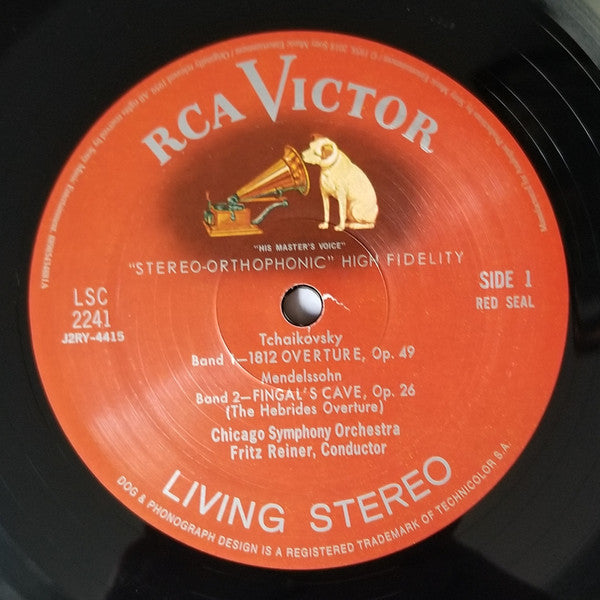 RCA VICTOR
"HIS MASTER'S VOICE"
"STEREO-ORTHOPHONIC" HIGH FIDELITY
LSC
2241
J2RY-4415
SIDE 1
RED SEAL
Tchaikovsky
Band 1—1812 OVERTURE, Op. 49
Mendelssohn
Band 2—FINGAL'S CAVE, Op. 26
(The Hebrides Overture)
Chicago Symphony Orchestra
Fritz Reiner, Conductor
LIVING STEREO
DOG & PHONOGRAPH DESIGN IS A REGISTERED TRADEMARK OF TECHNICOLOR S.A.